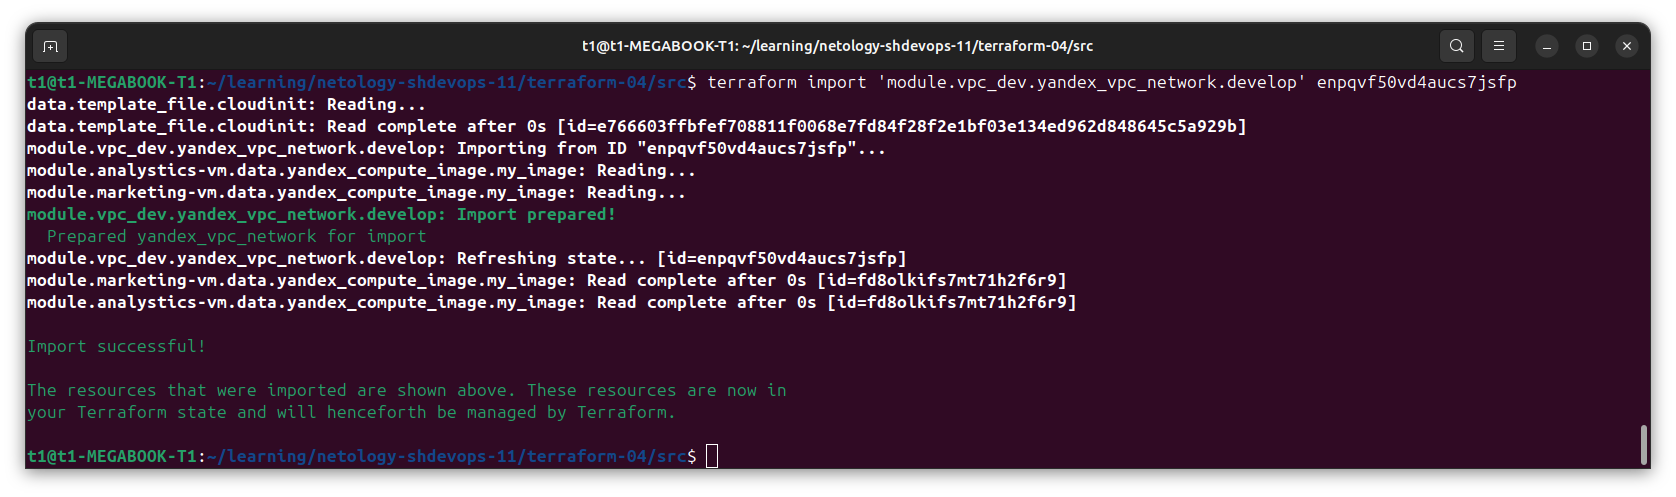 t1@t1-MEGABOOK-T1: ~/learning/netology-shdevops-11/terraform-04/src
t1@t1-MEGABOOK-T1:~/learning/netology-shdevops-11/terraform-04/src$ terraform import 'module.vpc_dev.yandex_vpc_network.develop' enpqvf50vd4aucs7jsfp
data.template_file.cloudinit: Reading...
data.template_file.cloudinit: Read complete after 0s [id=e766603ffbfef708811f0068e7fd84f28f2e1bf03e134ed962d848645c5a929b]
module.vpc_dev.yandex_vpc_network.develop: Importing from ID "enpqvf50vd4aucs7jsfp"...
module.analystics-vm.data.yandex_compute_image.my_image: Reading...
module.marketing-vm.data.yandex_compute_image.my_image: Reading...
module.vpc_dev.yandex_vpc_network.develop: Import prepared!
  Prepared yandex_vpc_network for import
module.vpc_dev.yandex_vpc_network.develop: Refreshing state... [id=enpqvf50vd4aucs7jsfp]
module.marketing-vm.data.yandex_compute_image.my_image: Read complete after 0s [id=fd8olkifs7mt71h2f6r9]
module.analystics-vm.data.yandex_compute_image.my_image: Read complete after 0s [id=fd8olkifs7mt71h2f6r9]
Import successful!
The resources that were imported are shown above. These resources are now in
your Terraform state and will henceforth be managed by Terraform.
t1@t1-MEGABOOK-T1:~/learning/netology-shdevops-11/terraform-04/src$